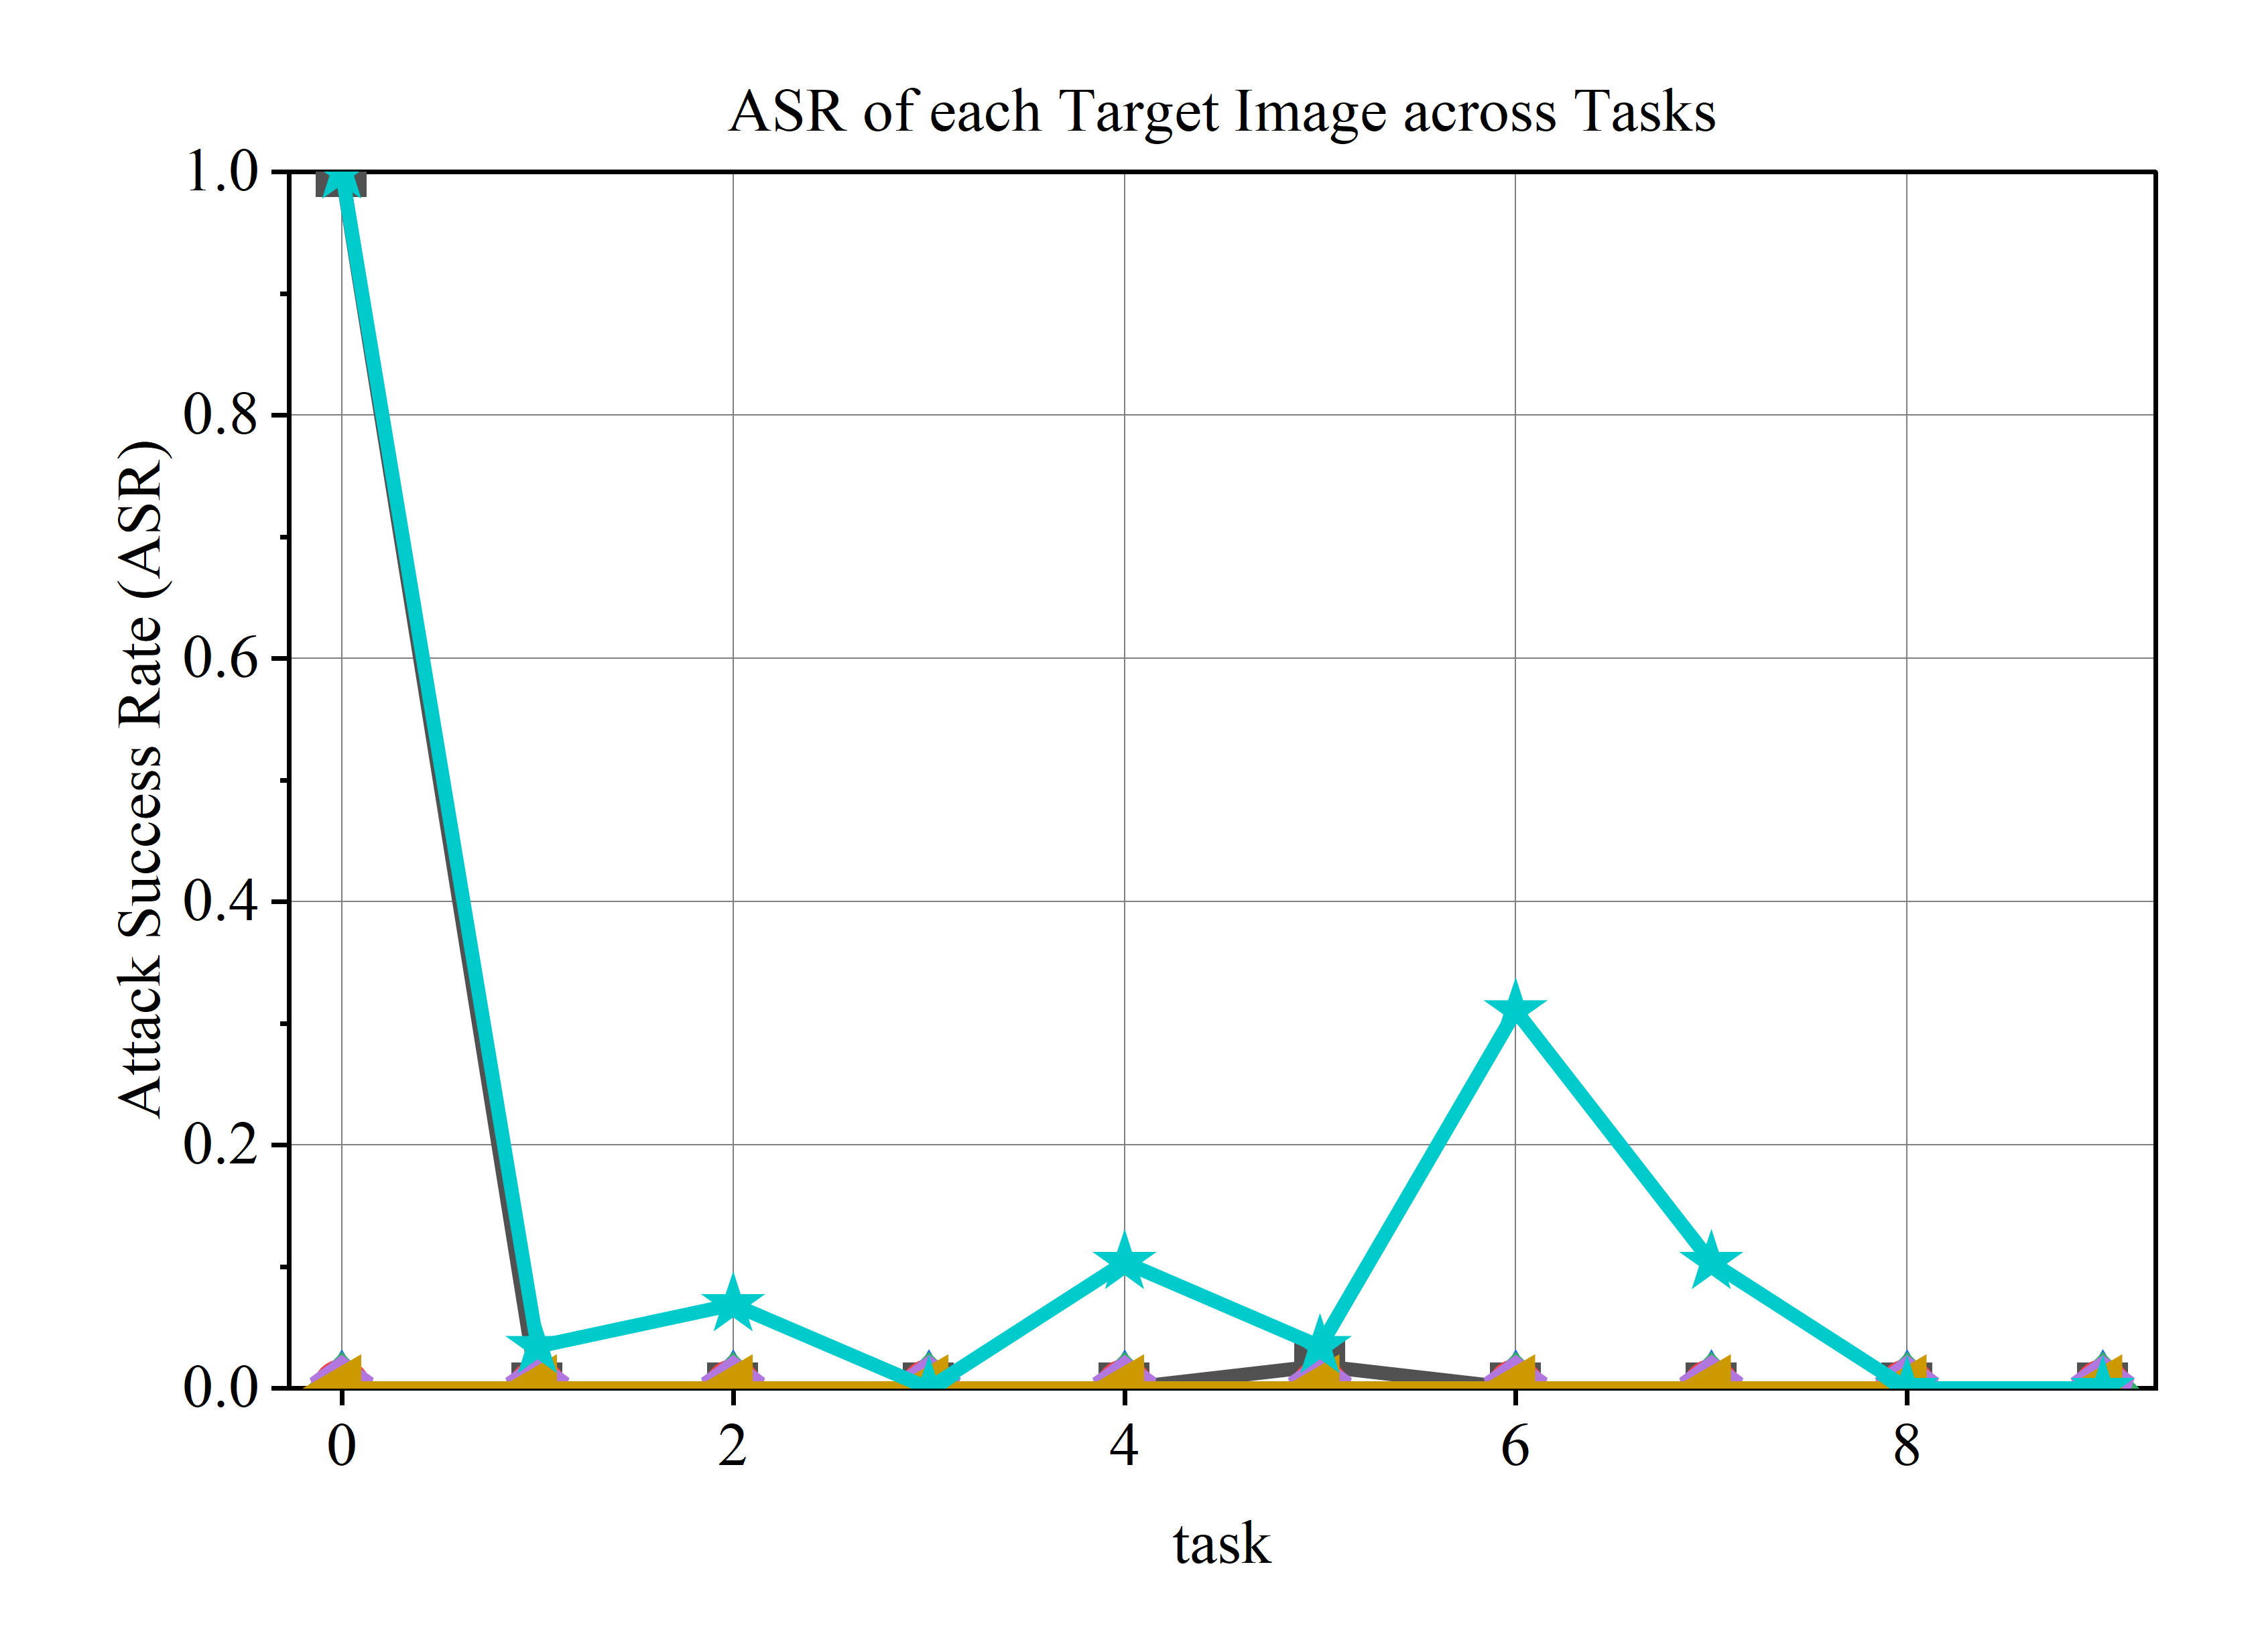 ASR of each Target Image across Tasks
1.0
0.8
0.6
0.4
0.2
0.0
Attack Success Rate (ASR)
0 2 4 6 8
task